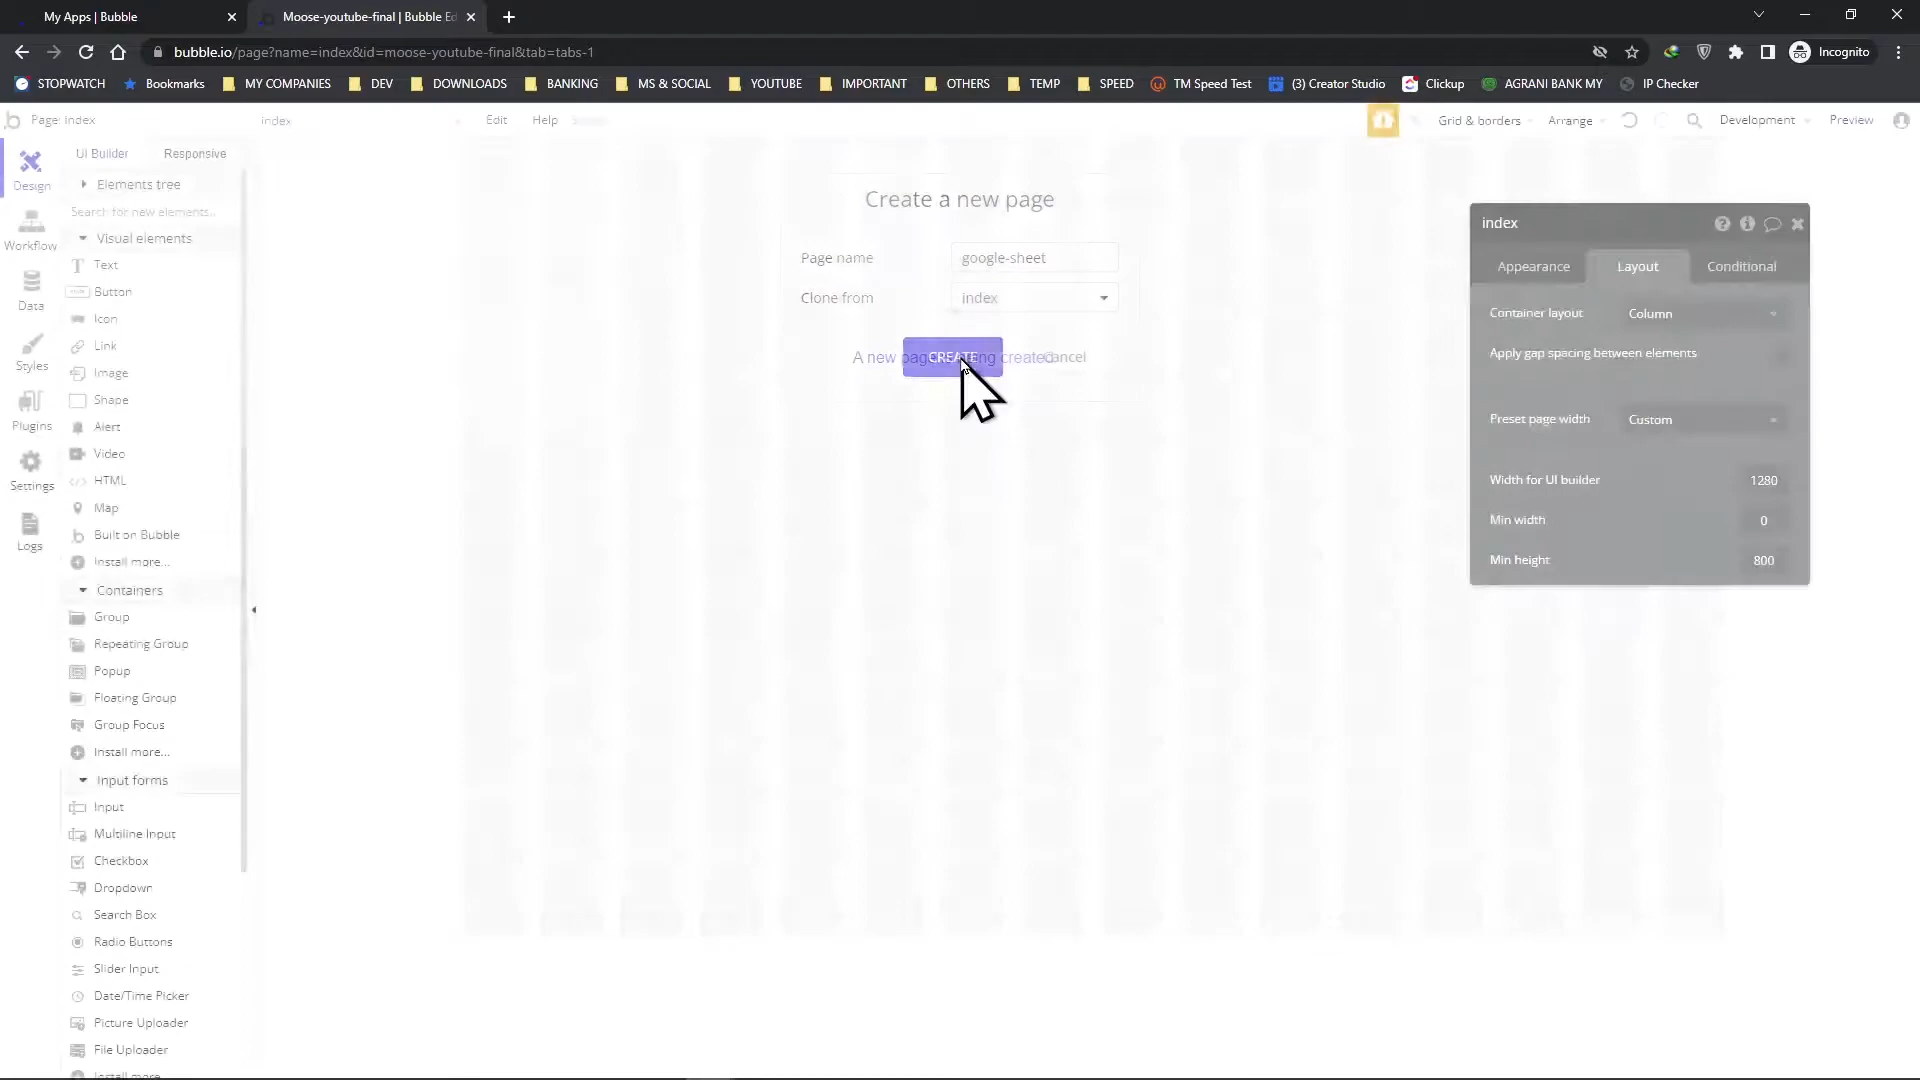 My Apps | Bubble
Moose-youtube-final | Bubble Ed
bubble.io/page?name=index&id=moose-youtube-final&tab=tabs-1
Incognito
STOPWATCH
Bookmarks
MY COMPANIES
DEV
DOWNLOADS
BANKING
MS & SOCIAL
YOUTUBE
IMPORTANT
OTHERS
TEMP
SPEED
TM Speed Test
(3) Creator Studio
Clickup
AGRANI BANK MY
IP Checker
Page: Index
index
Edit
Help
Grid & borders
Arrange
Development
Preview
Design
Workflow
Data
Styles
Plugins
Settings
Logs
UI Builder
Responsive
Elements tree
Search for new elements...
Visual elements
Text
Button
Icon
Link
Image
Shape
Alert
Video
HTML
Map
Built on Bubble
Install more...
Containers
Group
Repeating Group
Popup
Floating Group
Group Focus
Install more...
Input forms
Input
Multiline Input
Checkbox
Dropdown
Search Box
Radio Buttons
Slider Input
Date/Time Picker
Picture Uploader
File Uploader
Install more
Create a new page
Page name
google-sheet
Clone from
index
A new page
CREATE
created
Cancel
index
Appearance
Layout
Conditional
Container layout
Column
Apply gap spacing between elements
Preset page width
Custom
Width for UI builder
1280
Min width
0
Min height
800